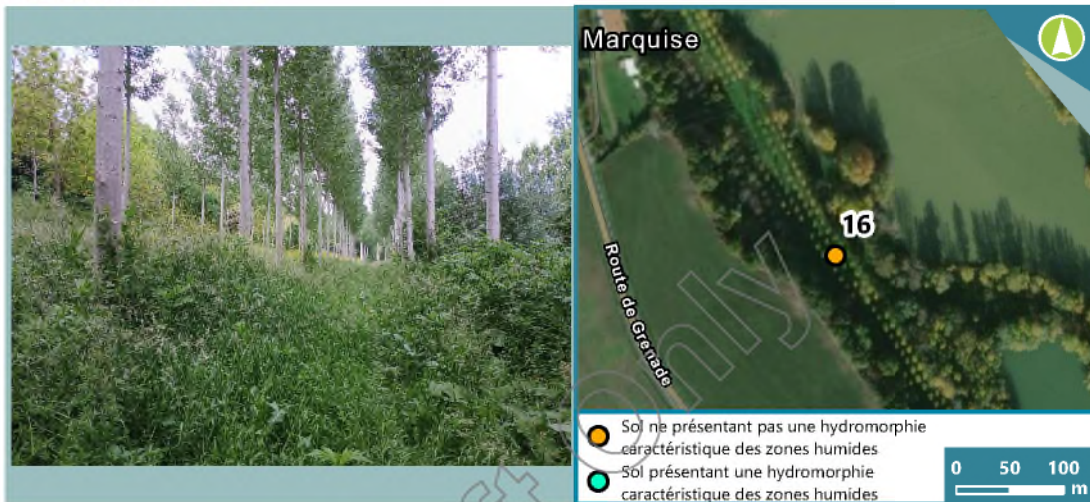 Marquise
16
Route de Grenade
Sol ne présentant pas une hydromorphie
caractéristique des zones humides
Sol présentant une hydromorphie
caractéristique des zones humides
0 50 100
m
Only